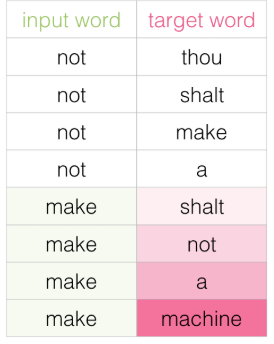 input word target word
not thou
not shalt
not make
not a
make shalt
make not
make a
make machine